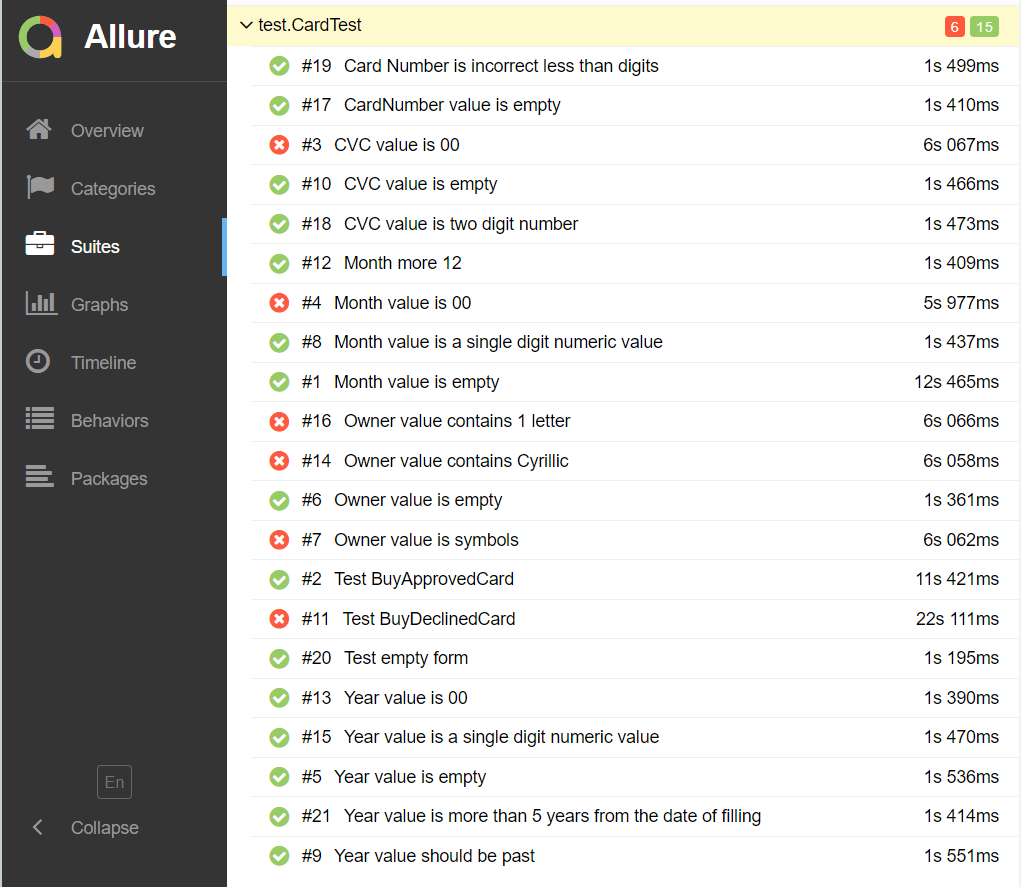 Allure
Overview
Categories
Suites
Graphs
Timeline
Behaviors
Packages
En
Collapse
test.CardTest 6 15
#19 Card Number is incorrect less than digits 1s 499ms
#17 CardNumber value is empty 1s 410ms
#3 CVC value is 00 6s 067ms
#10 CVC value is empty 1s 466ms
#18 CVC value is two digit number 1s 473ms
#12 Month more 12 1s 409ms
#4 Month value is 00 5s 977ms
#8 Month value is a single digit numeric value 1s 437ms
#1 Month value is empty 12s 465ms
#16 Owner value contains 1 letter 6s 066ms
#14 Owner value contains Cyrillic 6s 058ms
#6 Owner value is empty 1s 361ms
#7 Owner value is symbols 6s 062ms
#2 Test BuyApprovedCard 11s 421ms
#11 Test BuyDeclinedCard 22s 111ms
#20 Test empty form 1s 195ms
#13 Year value is 00 1s 390ms
#15 Year value is a single digit numeric value 1s 470ms
#5 Year value is empty 1s 536ms
#21 Year value is more than 5 years from the date of filling 1s 414ms
#9 Year value should be past 1s 551ms